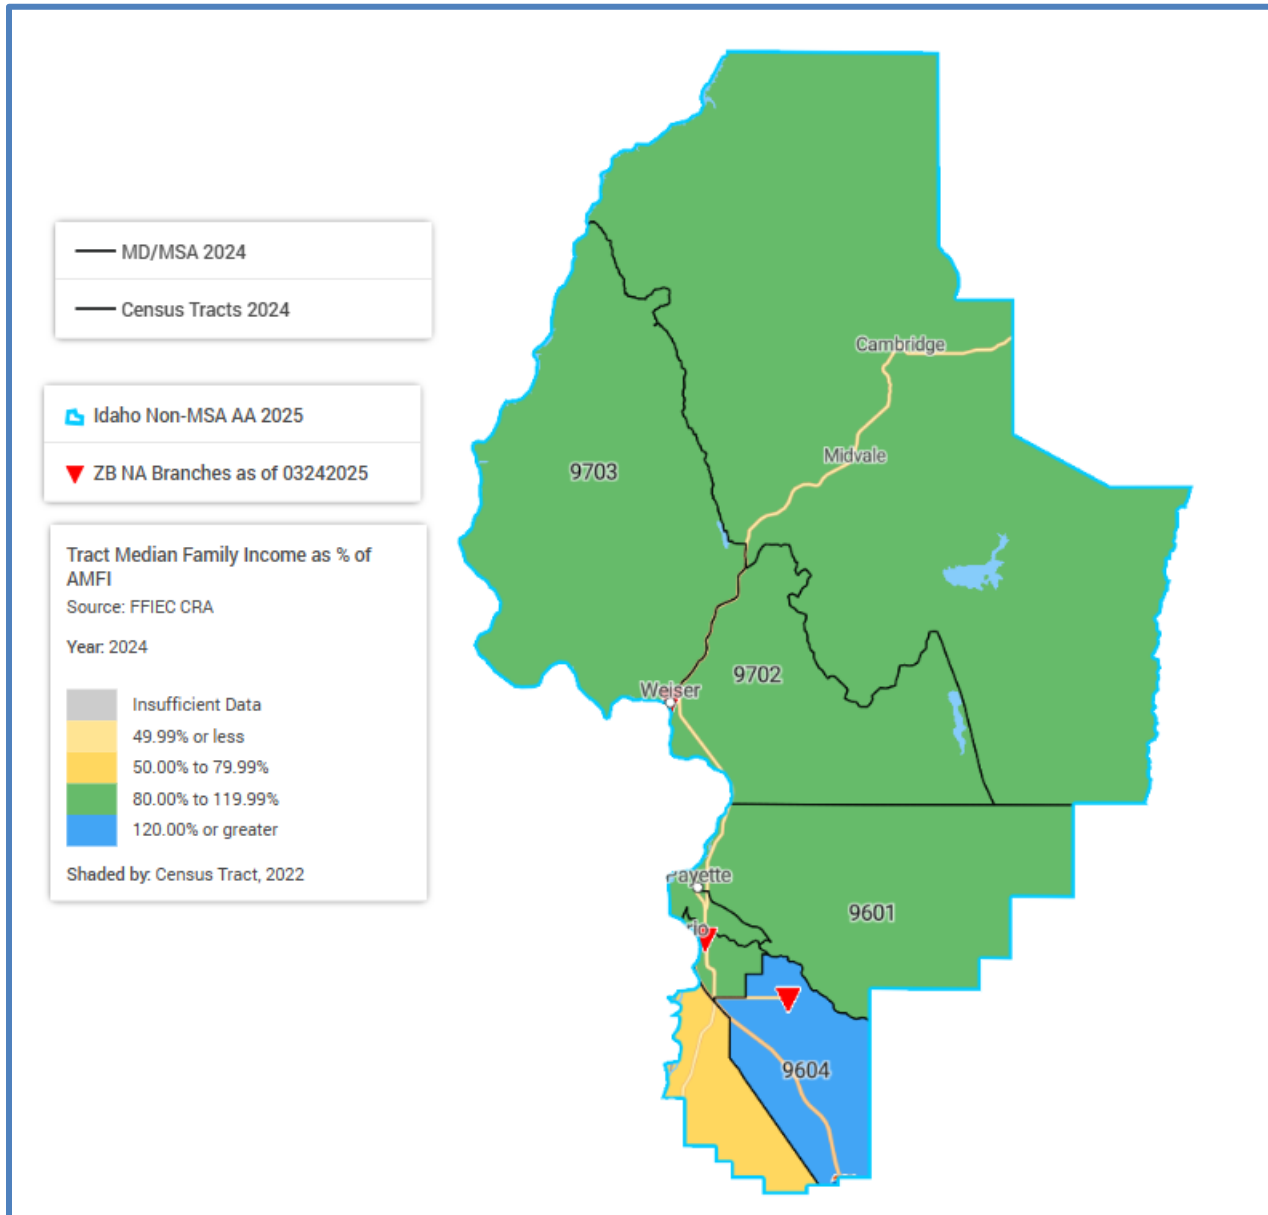 MD/MSA 2024
Census Tracts 2024
Idaho Non-MSA AA 2025
ZB NA Branches as of 03242025
Tract Median Family Income as % of
AMFI
Source: FFIEC CRA
Year: 2024
Insufficient Data
49.99% or less
50.00% to 79.99%
80.00% to 119.99%
120.00% or greater
Shaded by: Census Tract, 2022
Cambridge
Midvale
9703
9702
Weiser
ayette
9601
rio
9604